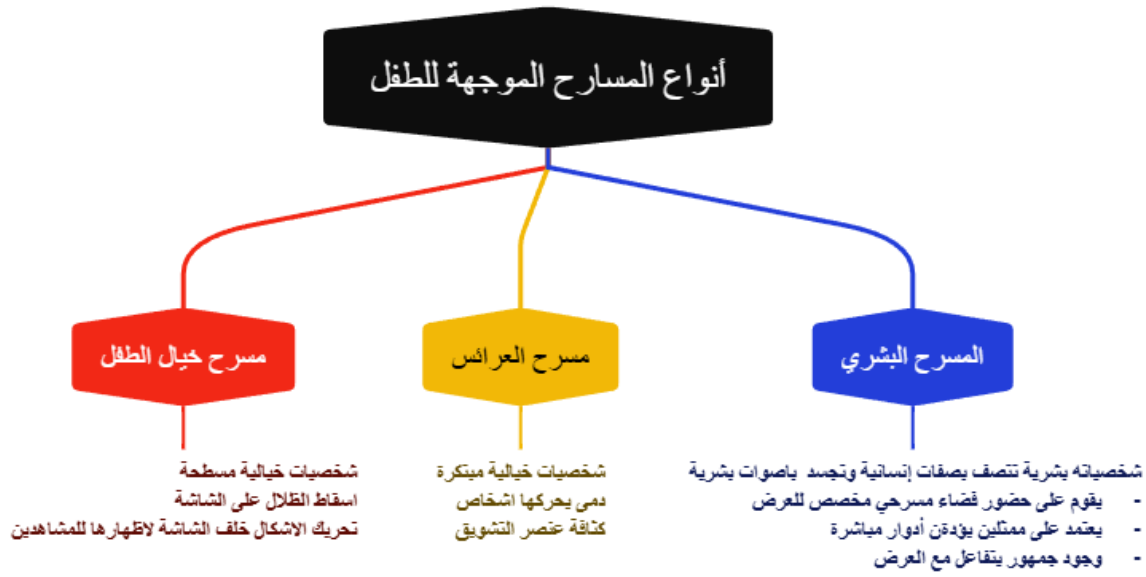 أنواع المسارح الموجهة للطفل
المسرح البشري
شخصياته بشرية تتصف بصفات إنسانية وتجسد باصوات بشرية
- يقوم على حضور فضاء مسرحي مخصص للعرض
- يعتمد على ممثلين يؤدةن أدوار مباشرة
- وجود جمهور يتفاعل مع العرض
مسرح العرائس
شخصيات خيالية مبتكرة
دمى يحركها اشخاص
كثافة عنصر التشويق
مسرح خيال الطفل
شخصيات خيالية مسطحة
اسقاط الظلال على الشاشة
تحريك الاشكال خلف الشاشة لاظهارها للمشاهدين